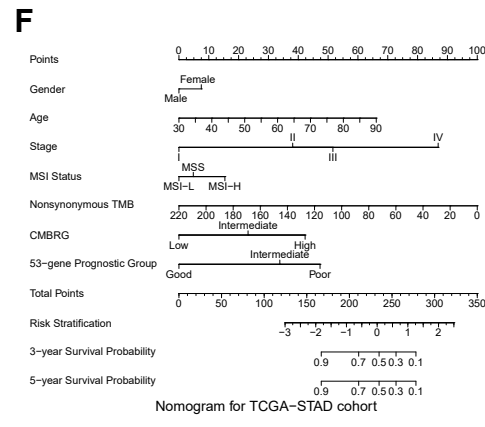 F
Points
0 10 20 30 40 50 60 70 80 90 100
Gender
Female
Male
Age
30 40 50 60 70 80 90
Stage
II IV
I III
MSI Status
MSS
MSI−L MSI−H
Nonsynonymous TMB
220 200 180 160 140 120 100 80 60 40 20 0
CMBRG
Intermediate
Low High
53−gene Prognostic Group
Intermediate
Good Poor
Total Points
0 50 100 150 200 250 300 350
Risk Stratification
−3 −2 −1 0 1 2
3−year Survival Probability
0.9 0.7 0.5 0.3 0.1
5−year Survival Probability
0.9 0.7 0.5 0.3 0.1
Nomogram for TCGA−STAD cohort